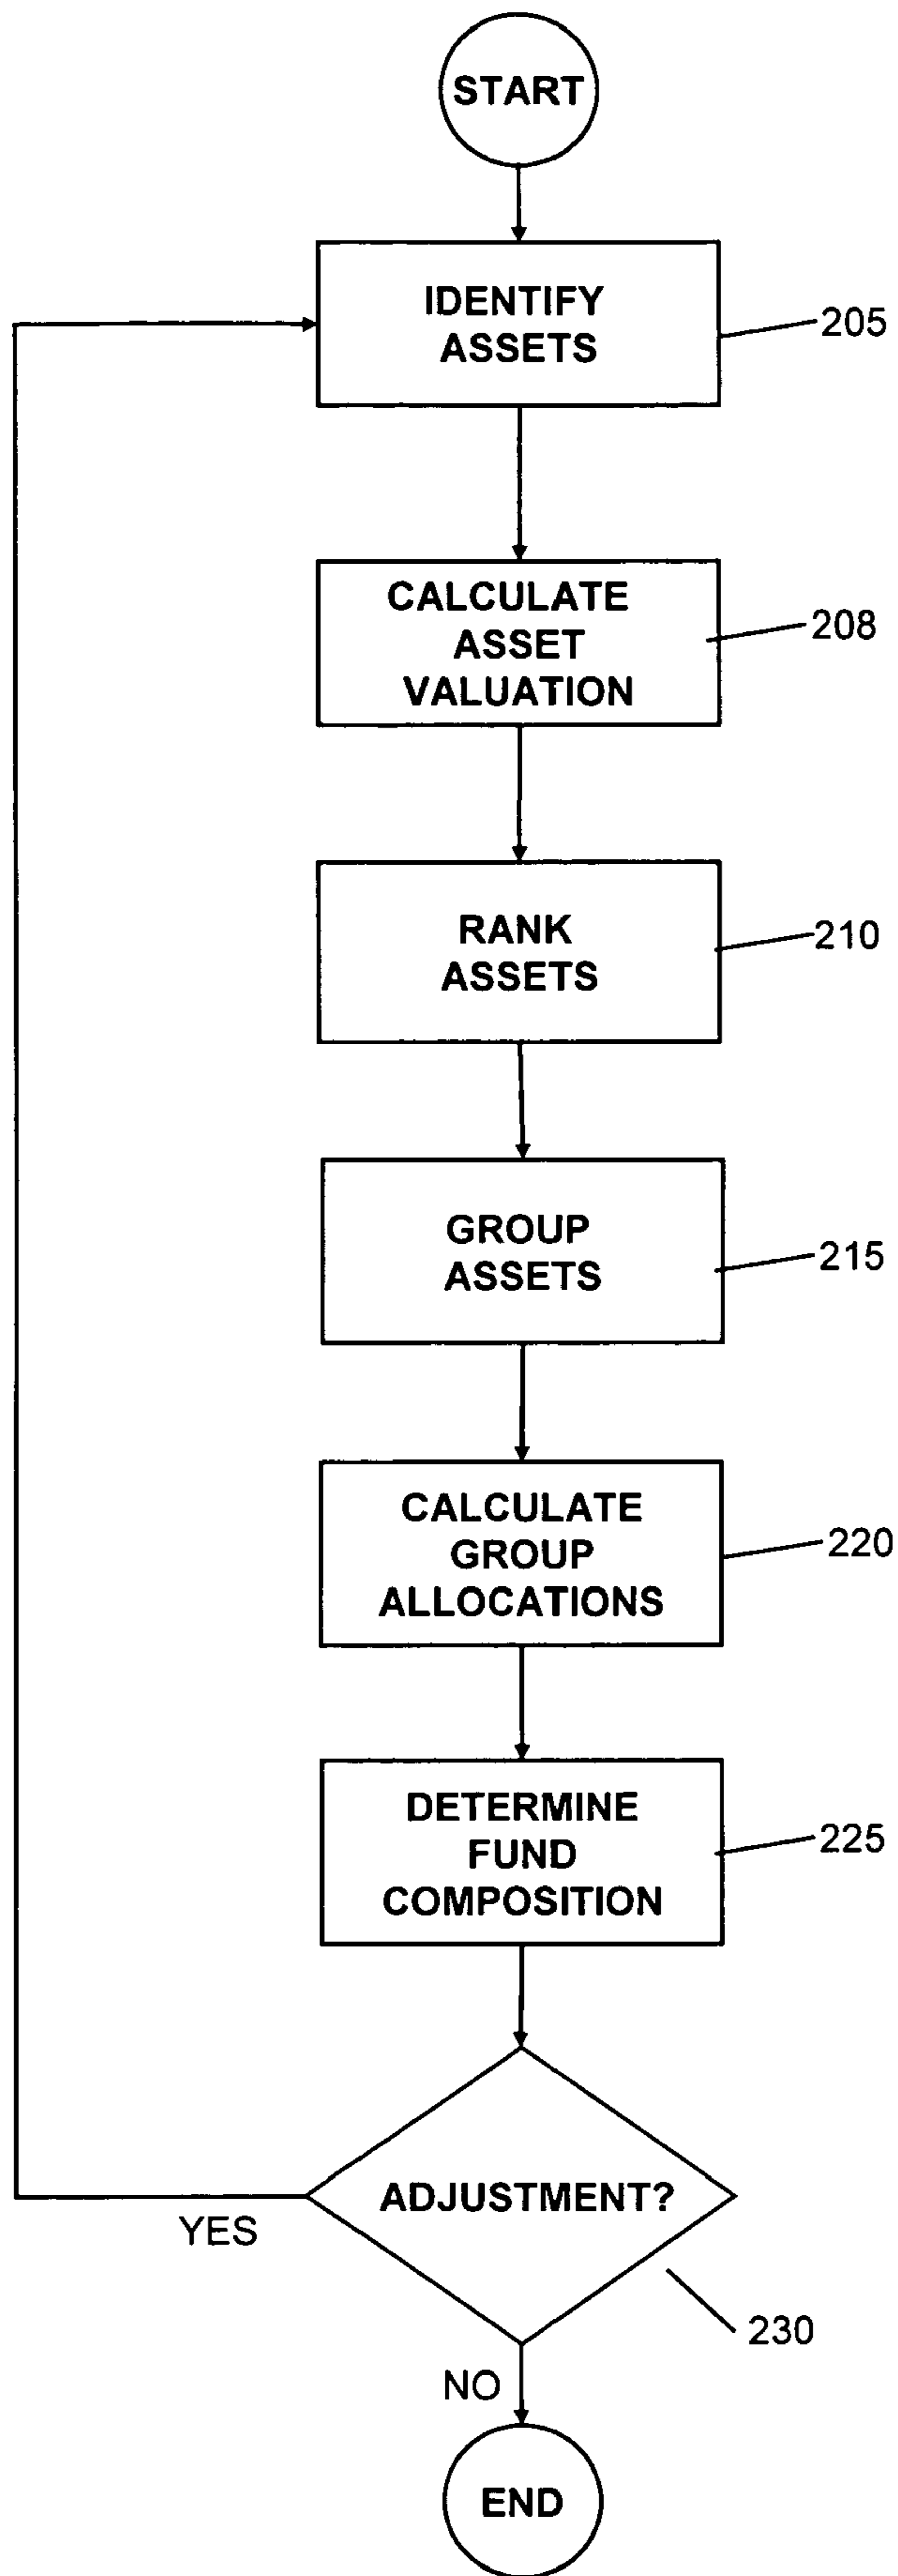 START
IDENTIFY
ASSETS
205
CALCULATE
ASSET
VALUATION
208
RANK
ASSETS
210
GROUP
ASSETS
215
CALCULATE
GROUP
ALLOCATIONS
220
DETERMINE
FUND
COMPOSITION
225
ADJUSTMENT?
YES
230
NO
END